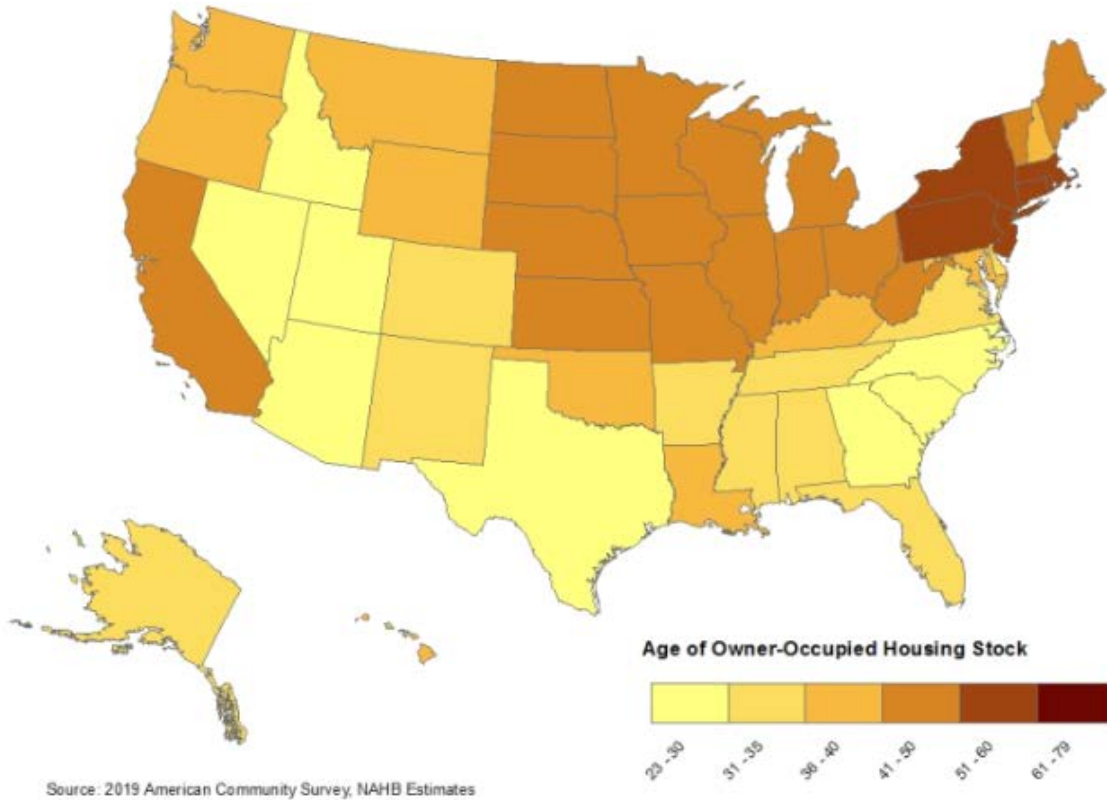 Age of Owner-Occupied Housing Stock
23 - 30
31 - 35
36 - 40
41 - 50
51 - 60
61 - 79
Source: 2019 American Community Survey, NAHB Estimates